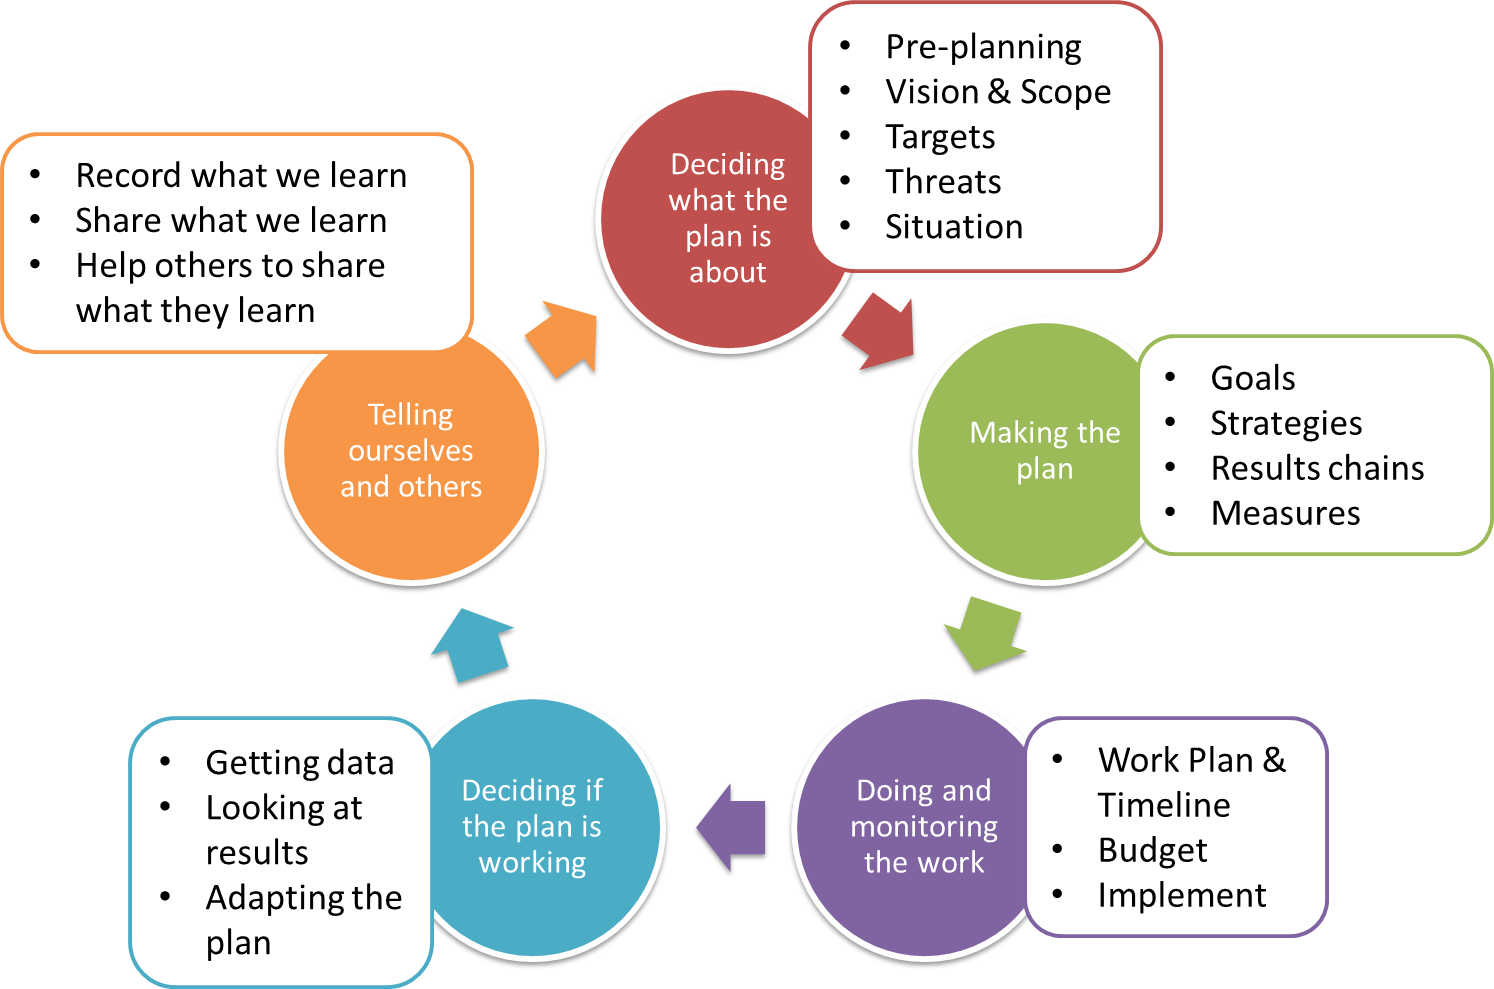 Deciding
what the
plan is
about
• Pre-planning
• Vision & Scope
• Targets
• Threats
• Situation
Making the
plan
• Goals
• Strategies
• Results chains
• Measures
Doing and
monitoring
the work
• Work Plan &
Timeline
• Budget
• Implement
Deciding if
the plan is
working
• Getting data
• Looking at
results
• Adapting the
plan
Telling
ourselves
and others
• Record what we learn
• Share what we learn
• Help others to share
what they learn